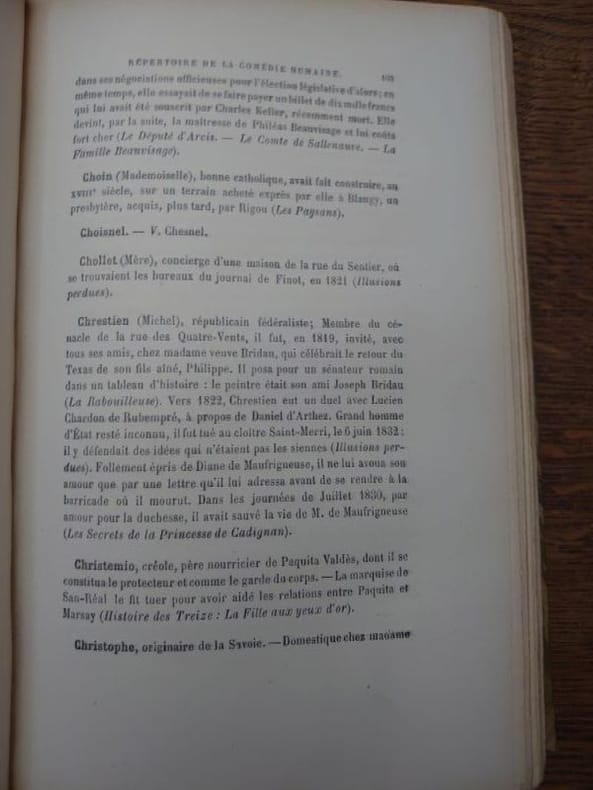 RÉPERTOIRE DE LA COMÉDIE HUMAINE.
dans ses négociations officieuses pour l'élection législative d'alors; en
même temps, elle essayait de se faire payer un billet de dix mille francs
qui lui avait été souscrit par Charles Keller, récemment mort. Elle
devint, par la suite, la maîtresse de Philéas Beauvisage et lui coûta
fort cher (Le Député d'Arcis. — Le Comte de Sallenauve. — La
Famille Beauvisage).
Choin (Mademoiselle), bonne catholique, avait fait construire, au
XVIIIe siècle, sur un terrain acheté exprès par elle à Blangy, un
presbytère, acquis, plus tard, par Rigou (Les Paysans).
Choisnel. — V. Chesnel.
Chollet (Mère), concierge d'une maison de la rue du Sentier, où
se trouvaient les bureaux du journal de Finot, en 1821 (Illusions
perdues).
Chrestien (Michel), républicain fédéraliste; Membre du cé-
nacle de la rue des Quatre-Vents, il fut, en 1819, invité, avec
tous ses amis, chez madame veuve Bridau, qui célébrait le retour du
Texas de son fils aîné, Philippe. Il posa pour un sénateur romain
dans un tableau d'histoire : le peintre était son ami Joseph Bridau
(La Rabouilleuse). Vers 1822, Chrestien eut un duel avec Lucien
Chardon de Rubempré, à propos de Daniel d'Arthez. Grand homme
d'État resté inconnu, il fut tué au cloître Saint-Merri, le 6 juin 1832 :
il y défendait des idées qui n'étaient pas les siennes (Illusions per-
dues). Follement épris de Diane de Maufrigneuse, il ne lui avoua son
amour que par une lettre qu'il lui adressa avant de se rendre à la
barricade où il mourut. Dans les journées de Juillet 1830, par
amour pour la duchesse, il avait sauvé la vie de M. de Maufrigneuse
(Les Secrets de la Princesse de Cadignan).
Christemio, créole, père nourricier de Paquita Valdès, dont il se
constitua le protecteur et comme le garde du corps. — La marquise de
San-Réal le fit tuer pour avoir aidé les relations entre Paquita et
Marsay (Histoire des Treize : La Fille aux yeux d'or).
Christophe, originaire de la Savoie. — Domestique chez madame